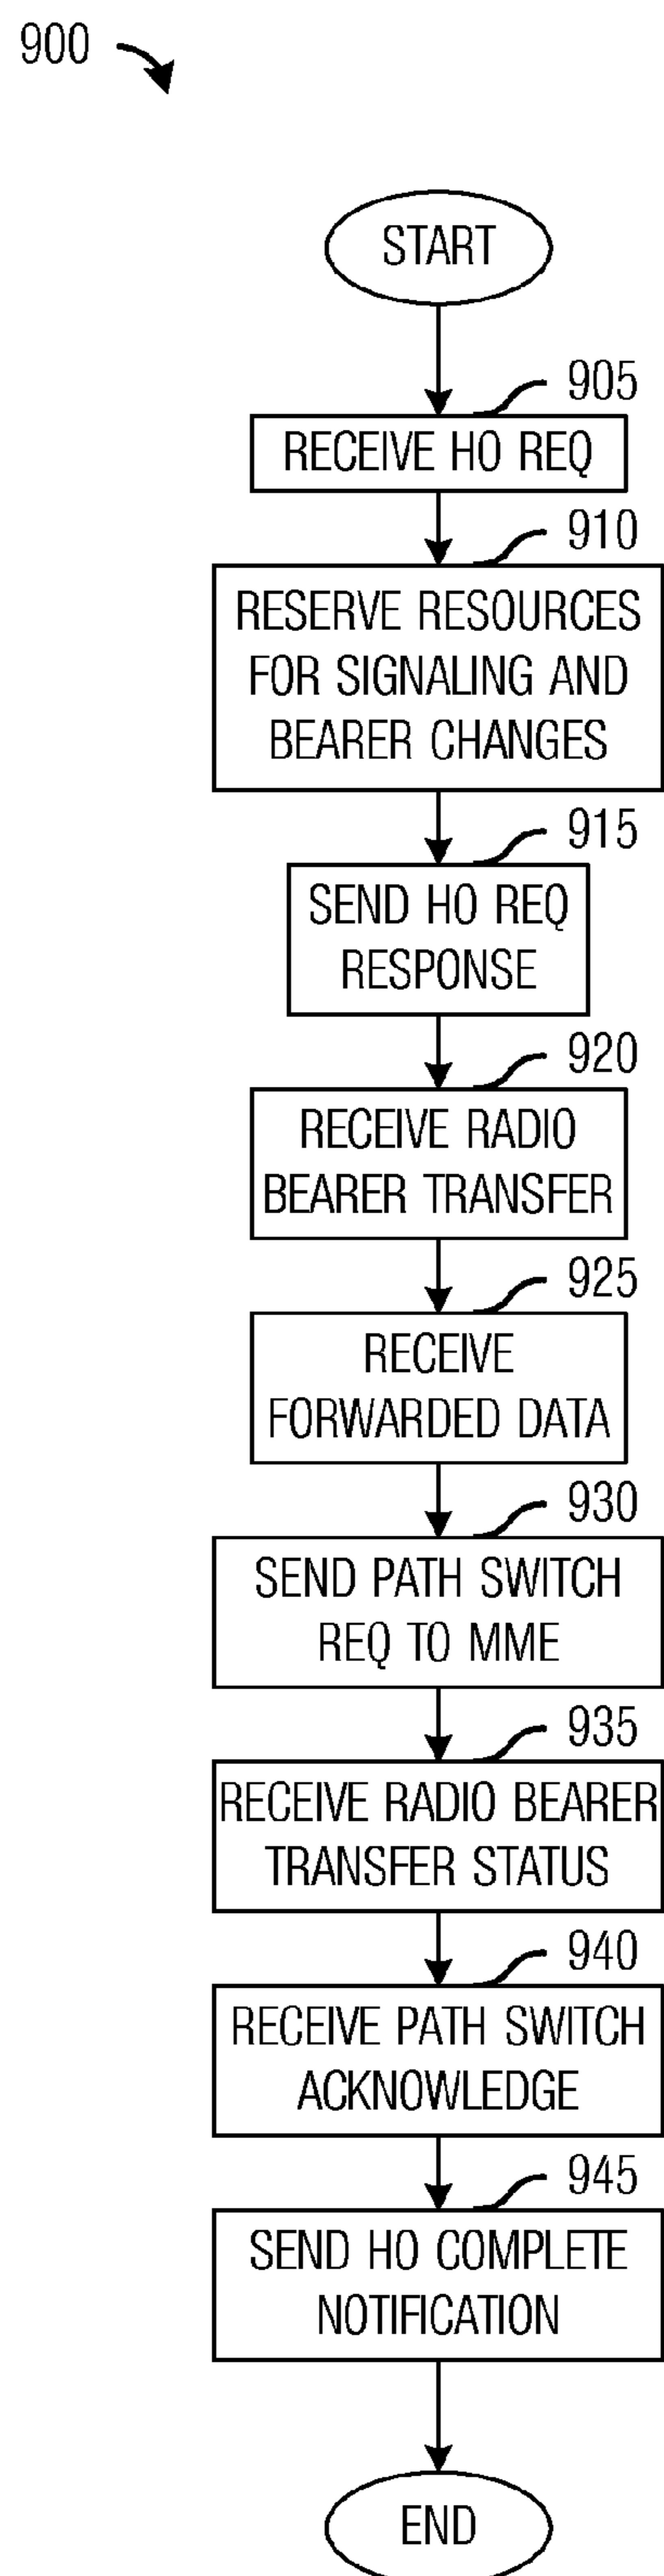 900
START
905
RECEIVE HO REQ
910
RESERVE RESOURCES
FOR SIGNALING AND
BEARER CHANGES
915
SEND HO REQ
RESPONSE
920
RECEIVE RADIO
BEARER TRANSFER
925
RECEIVE
FORWARDED DATA
930
SEND PATH SWITCH
REQ TO MME
935
RECEIVE RADIO BEARER
TRANSFER STATUS
940
RECEIVE PATH SWITCH
ACKNOWLEDGE
945
SEND HO COMPLETE
NOTIFICATION
END